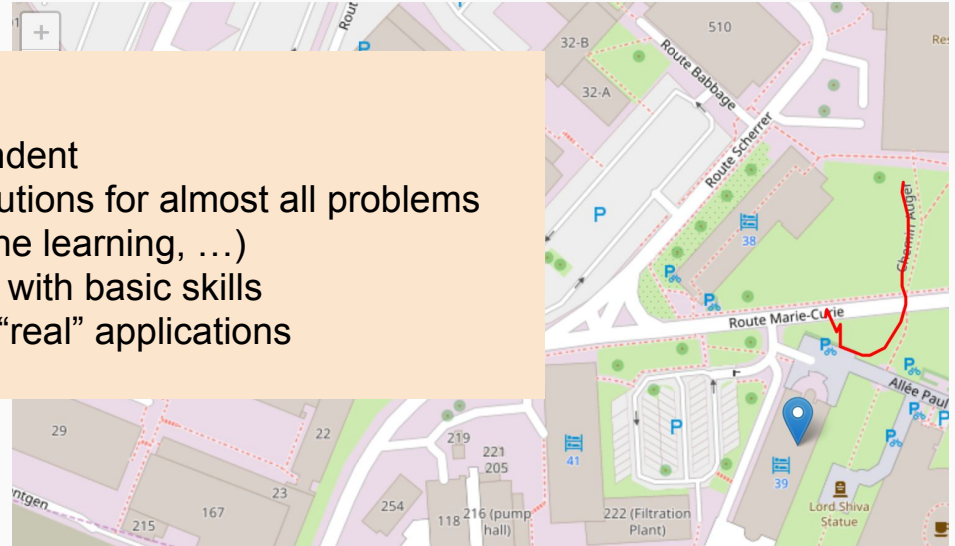 +
Rout
P
32-B
510
Res
Route Babbage
32-A
ndent
utions for almost all problems
ne learning, …)
with basic skills
“real” applications
Route Scherrer
P
38
Chemin Auger
P
P
Route Marie-Curie
P
P
Allée Paul
P
P
P
P
29
22
219
221
205
41
39
ntgen
23
215
167
254
118
216 (pump
hall)
222 (Filtration
Plant)
Lord Shiva
Statue